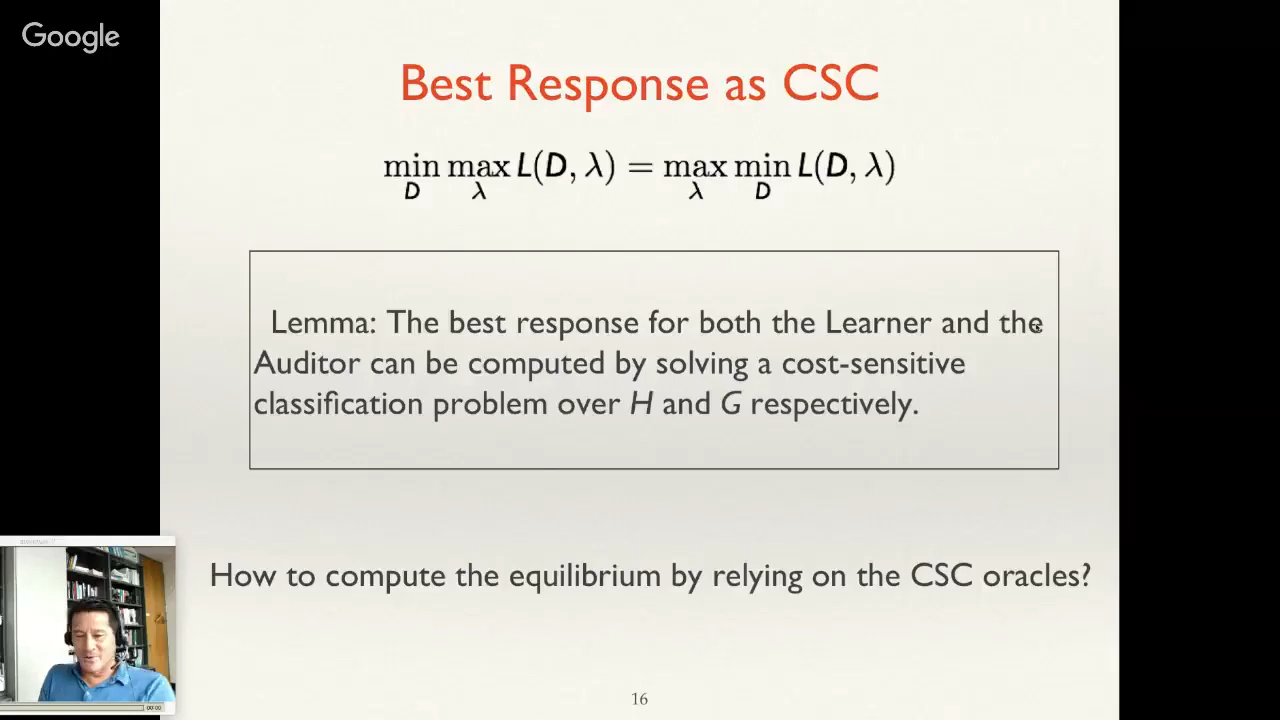 Google
Best Response as CSC
min max L(D, λ) = max min L(D, λ)
D λ λ D
Lemma: The best response for both the Learner and the
Auditor can be computed by solving a cost-sensitive
classification problem over H and G respectively.
How to compute the equilibrium by relying on the CSC oracles?
00:00
16